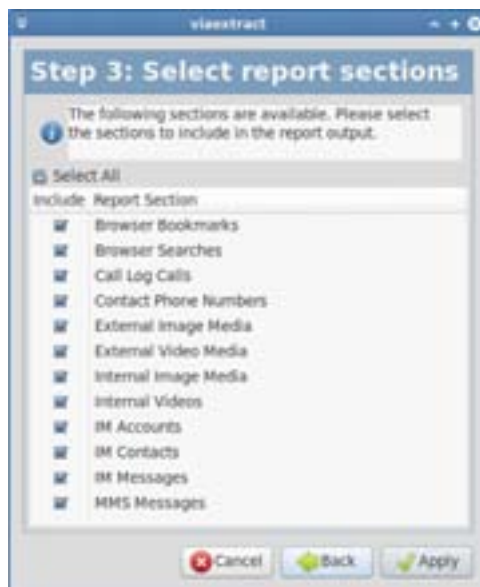 viaextract
Step 3: Select report sections
The following sections are available. Please select
the sections to include in the report output.
Select All
Include Report Section
Browser Bookmarks
Browser Searches
Call Log Calls
Contact Phone Numbers
External Image Media
External Video Media
Internal Image Media
Internal Videos
IM Accounts
IM Contacts
IM Messages
MMS Messages
Cancel Back Apply